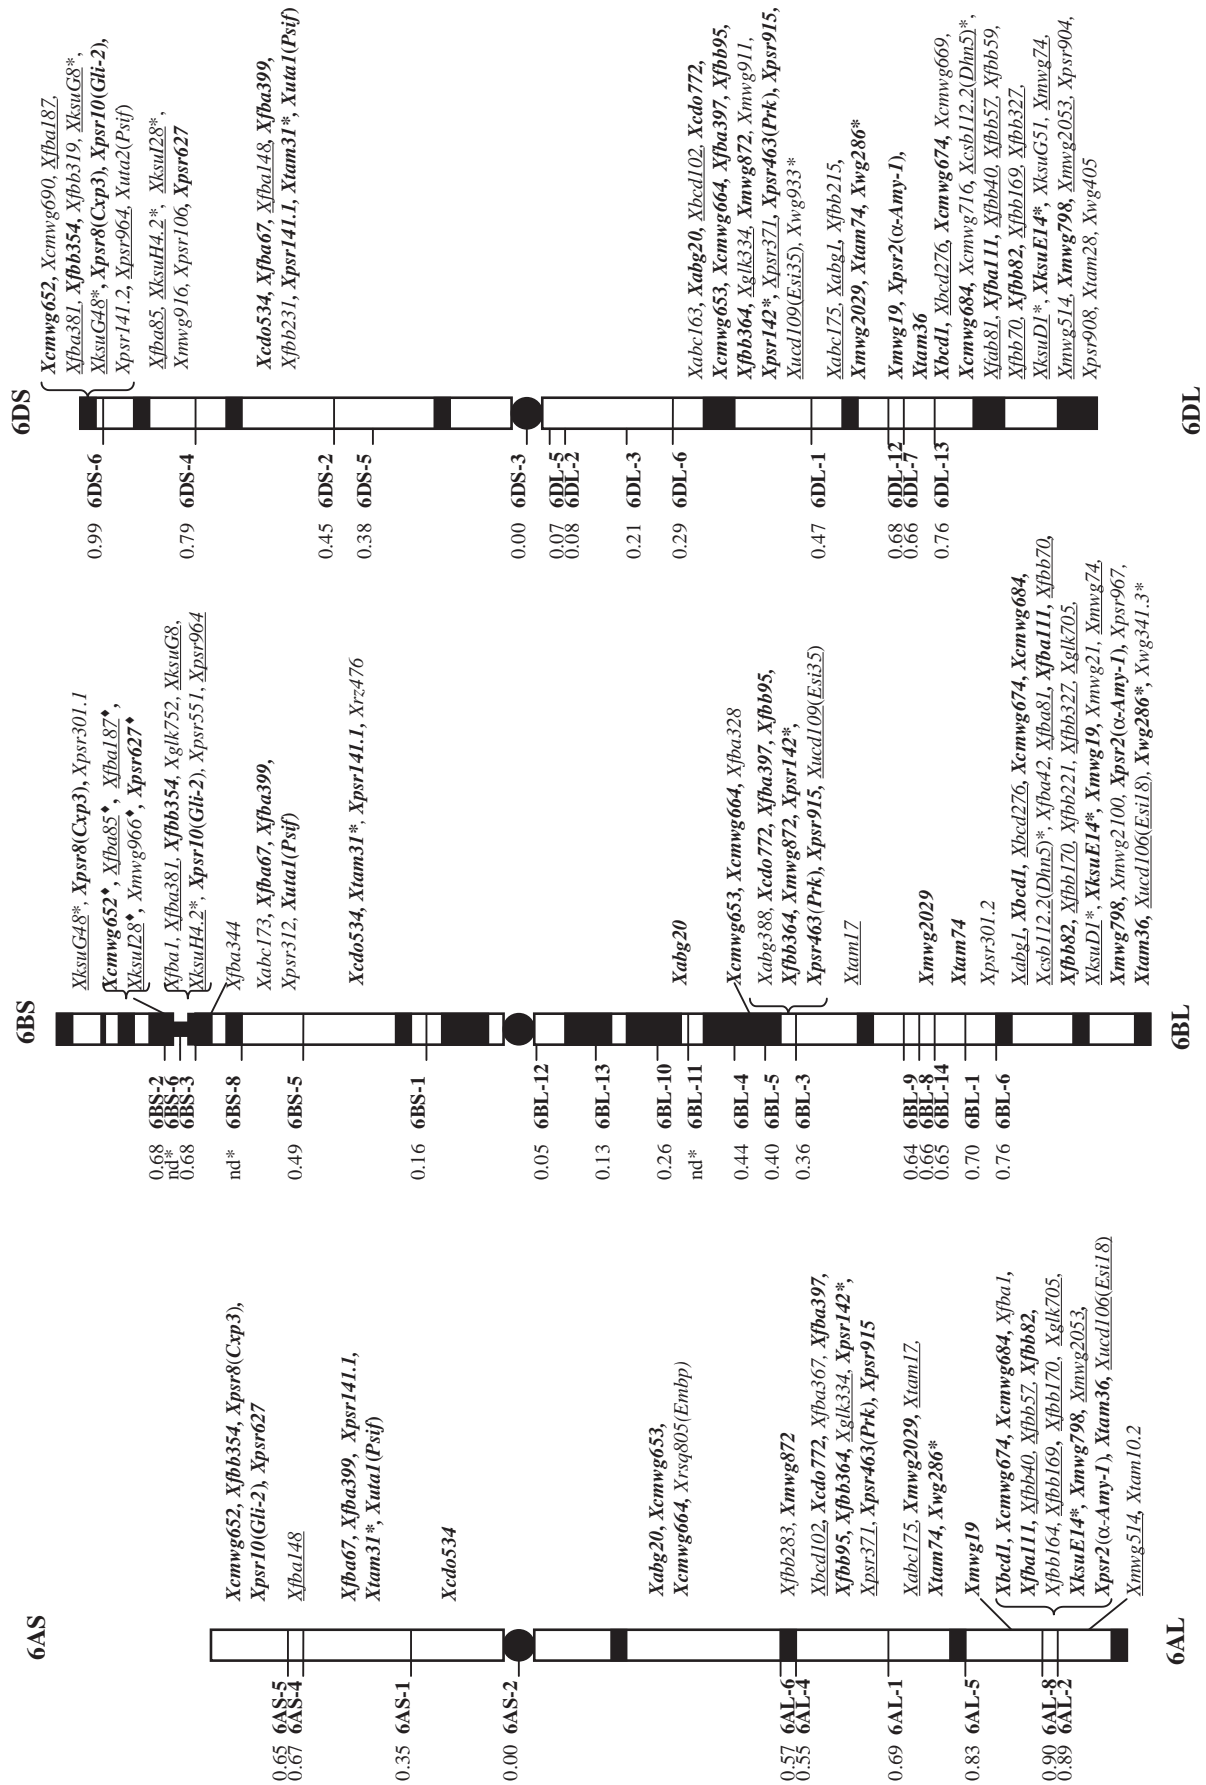 6AS
0.65 6AS-5
0.67 6AS-4
0.35 6AS-1
0.00 6AS-2
0.57 6AL-6
0.55 6AL-4
0.69 6AL-1
0.83 6AL-5
0.90 6AL-8
0.89 6AL-2
Xcmwg652, Xfbb354, Xpsr8(Cxp3),
Xpsr10(Gli-2), Xpsr627
Xfba148
Xfba67, Xfba399, Xpsr141.1,
Xtam31*, Xuta1(Psif)
Xcdo534
Xabg20, Xcmwg653,
Xcmwg664, Xrsq805(Embp)
Xfbb283, Xmwg872
Xbcd102, Xcdo772, Xfba367, Xfba397,
Xfbb95, Xfbb364, Xglk334, Xpsr142*,
Xpsr371, Xpsr463(Prk), Xpsr915
Xabc175, Xmwg2029, Xtam17,
Xtam74, Xwg286*
Xmwg19
Xbcd1, Xcmwg674, Xcmwg684, Xfba1,
Xfba111, Xfbb40, Xfbb57, Xfbb82,
Xfbb164, Xfbb169, Xfbb170, Xglk705,
XksuE14*, Xmwg798, Xmwg2053,
Xpsr2(α-Amy-1), Xtam36, Xucd106(Esi18)
Xmwg514, Xtam10.2
6AL
6BS
0.68 6BS-2
nd* 6BS-6
0.68 6BS-3
nd* 6BS-8
0.49 6BS-5
0.16 6BS-1
0.05 6BL-12
0.13 6BL-13
0.26 6BL-10
nd* 6BL-11
0.44 6BL-4
0.40 6BL-5
0.36 6BL-3
0.64 6BL-9
0.66 6BL-8
0.65 6BL-14
0.70 6BL-1
0.76 6BL-6
XksuG48*, Xpsr8(Cxp3), Xpsr301.1
Xcmwg652♦, Xfba85♦, Xfba187♦,
XksuI28♦, Xmwg966♦, Xpsr627♦
Xfba1, Xfba381, Xfbb354, Xglk752, XksuG8,
XksuH4.2*, Xpsr10(Gli-2), Xpsr551, Xpsr964
Xfba344
Xabc173, Xfba67, Xfba399,
Xpsr312, Xuta1(Psif)
Xcdo534, Xtam31*, Xpsr141.1, Xrz476
Xabg20
Xcmwg653, Xcmwg664, Xfba328
Xabg388, Xcdo772, Xfba397, Xfbb95,
Xfbb364, Xmwg872, Xpsr142*,
Xpsr463(Prk), Xpsr915, Xucd109(Esi35)
Xtam17
Xmwg2029
Xtam74
Xpsr301.2
Xabg1, Xbcd1, Xbcd276, Xcmwg674, Xcmwg684,
Xcsb112.2(Dhn5)*, Xfba42, Xfba81, Xfba111, Xfbb70,
Xfbb82, Xfbb170, Xfbb221, Xfbb327, Xglk705,
XksuD1*, XksuE14*, Xmwg19, Xmwg21, Xmwg74,
Xmwg798, Xmwg2100, Xpsr2(α-Amy-1), Xpsr967,
Xtam36, Xucd106(Esi18), Xwg286*, Xwg341.3*
6BL
6DS
0.99 6DS-6
0.79 6DS-4
0.45 6DS-2
0.38 6DS-5
0.00 6DS-3
0.07 6DL-5
0.08 6DL-2
0.21 6DL-3
0.29 6DL-6
0.47 6DL-1
0.68 6DL-12
0.66 6DL-7
0.76 6DL-13
Xcmwg652, Xcmwg690, Xfba187,
Xfba381, Xfbb354, Xfbb319, XksuG8*,
XksuG48*, Xpsr8(Cxp3), Xpsr10(Gli-2),
Xpsr141.2, Xpsr964, Xuta2(Psif)
Xfba85, XksuH4.2*, XksuI28*,
Xmwg916, Xpsr106, Xpsr627
Xcdo534, Xfba67, Xfba148, Xfba399,
Xfbb231, Xpsr141.1, Xtam31*, Xuta1(Psif)
Xabc163, Xabg20, Xbcd102, Xcdo772,
Xcmwg653, Xcmwg664, Xfba397, Xfbb95,
Xfbb364, Xglk334, Xmwg872, Xmwg911,
Xpsr142*, Xpsr371, Xpsr463(Prk), Xpsr915,
Xucd109(Esi35), Xwg933*
Xabc175, Xabg1, Xfbb215,
Xmwg2029, Xtam74, Xwg286*
Xmwg19, Xpsr2(α-Amy-1),
Xtam36
Xbcd1, Xbcd276, Xcmwg674, Xcmwg669,
Xcmwg684, Xcmwg716, Xcsb112.2(Dhn5)*,
Xfab81, Xfba111, Xfbb40, Xfbb57, Xfbb59,
Xfbb70, Xfbb82, Xfbb169, Xfbb327,
XksuD1*, XksuE14*, XksuG51, Xmwg74,
Xmwg514, Xmwg798, Xmwg2053, Xpsr904,
Xpsr908, Xtam28, Xwg405
6DL